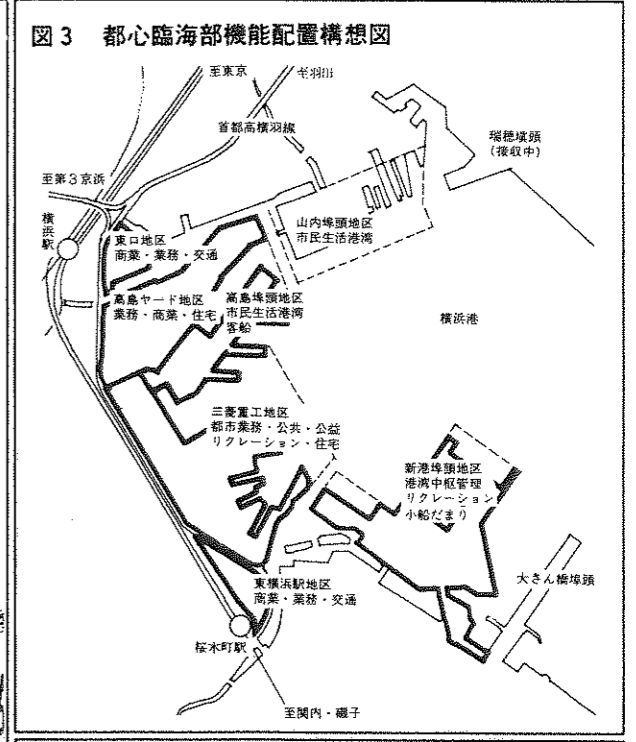 図3 都心臨海部機能配置構想図
至東京
至羽田
首都高横羽線
瑞穂埠頭
(接収中)
至第3京浜
横浜駅
山内埠頭地区
市民生活港湾
東口地区
商業・業務・交通
高島ヤード地区
業務・商業・住宅
高島埠頭地区
市民生活港湾
客船
横浜港
三菱重工地区
都市業務・公共・公益
リクレーション・住宅
新港埠頭地区
港湾中枢管理
リクレーション
小船だまり
大さん橋埠頭
東横浜駅地区
商業・業務・交通
桜木町駅
至関内・磯子